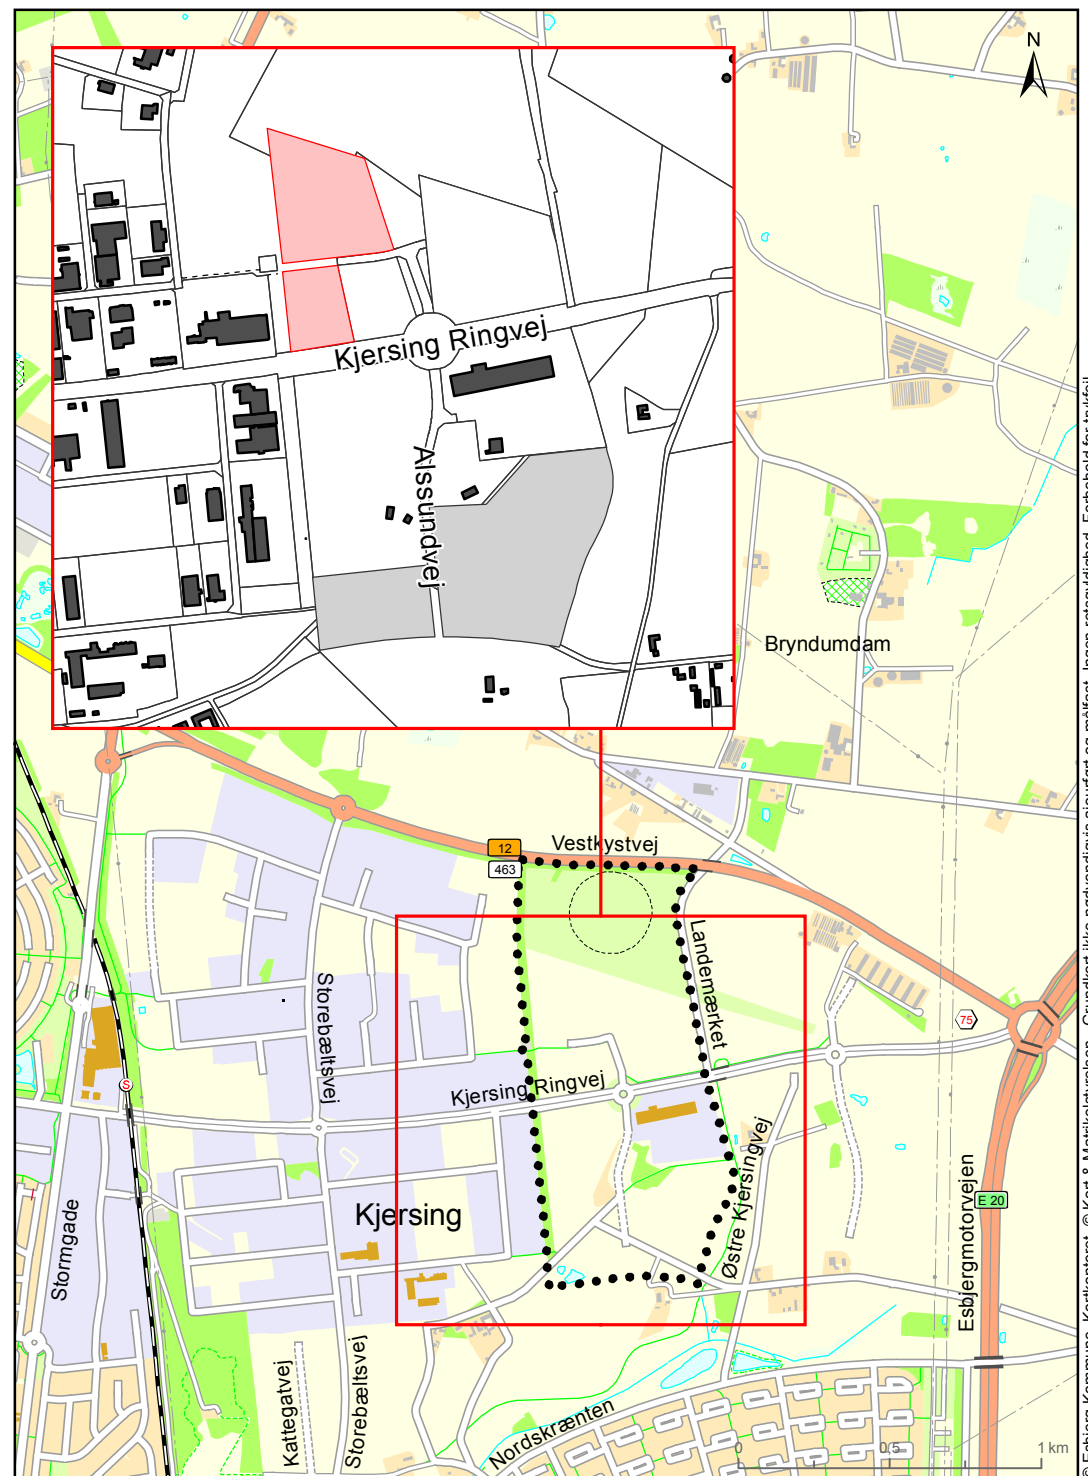 N
Kjersing Ringvej
Alssundvej
Bryndumdam
12
Vestkystvej
463
Landemærket
75
Storebæltsvej
S
Kjersing Ringvej
Kjersing
Østre Kjersingvej
Stormgade
E 20
Esbjergmotorvejen
Kattegatvej
Storebæltsvej
Nordskrænten
0
0.5
1 km